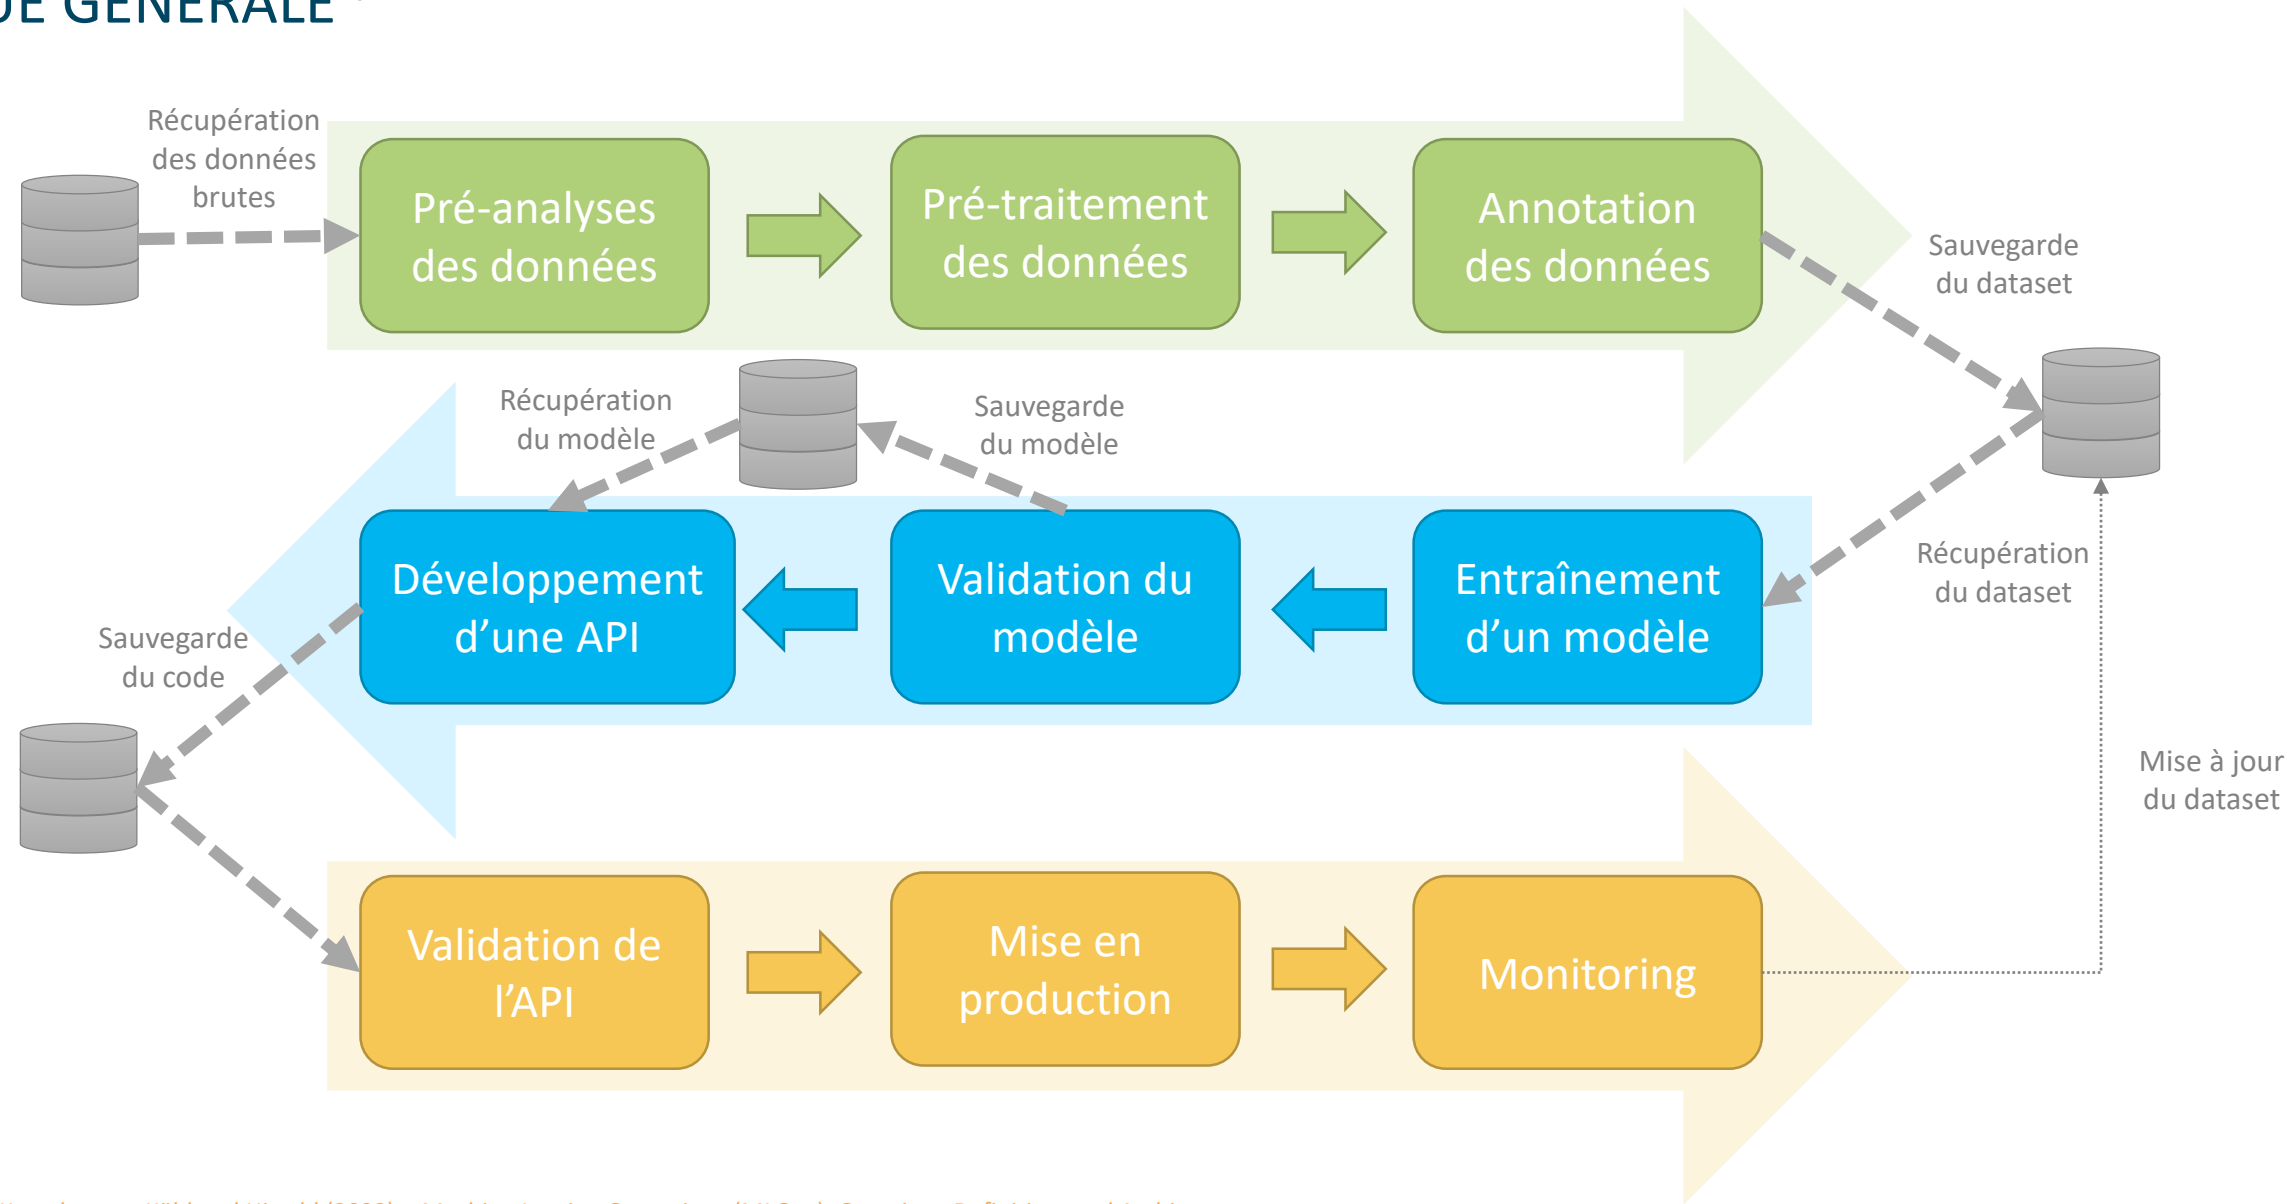 UE GÉNÉRALE
Récupération
des données
brutes
Pré-analyses
des données
Pré-traitement
des données
Annotation
des données
Sauvegarde
du dataset
Récupération
du modèle
Sauvegarde
du modèle
Développement
d’une API
Validation du
modèle
Entraînement
d’un modèle
Récupération
du dataset
Sauvegarde
du code
Mise à jour
du dataset
Validation de
l’API
Mise en
production
Monitoring